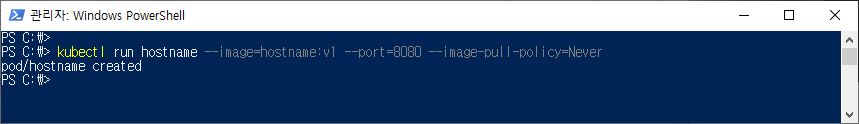 관리자: Windows PowerShell
PS C:\>
PS C:\> kubectl run hostname --image=hostname:v1 --port=8080 --image-pull-policy=Never
pod/hostname created
PS C:\>